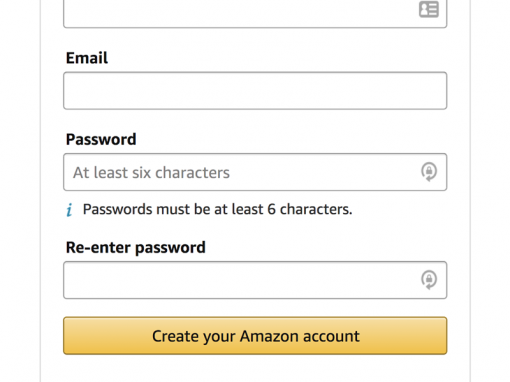 Email
Password
At least six characters
i Passwords must be at least 6 characters.
Re-enter password
Create your Amazon account